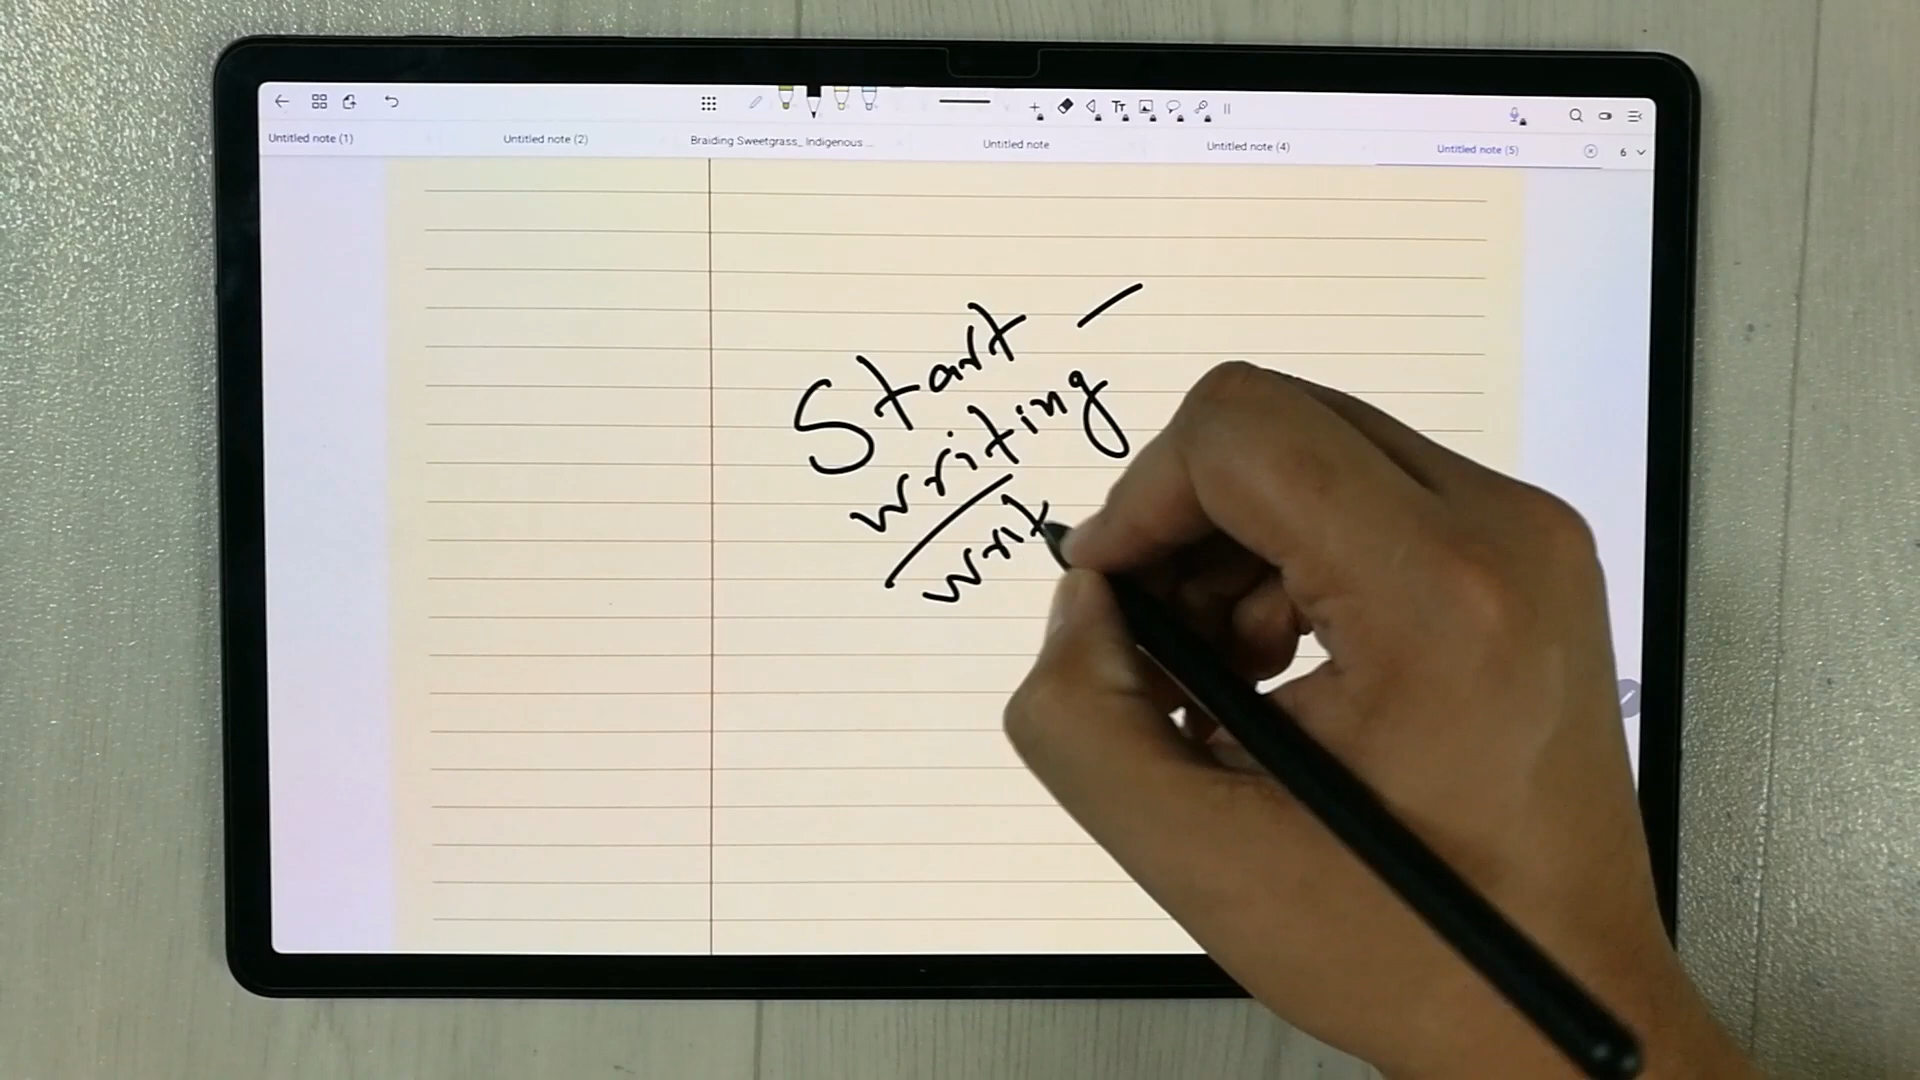 Untitled note (1) Untitled note (2) Braiding Sweetgrass_ Indigenous ... Untitled note Untitled note (4) Untitled note (5) 6
TT
Start —
writing
writ